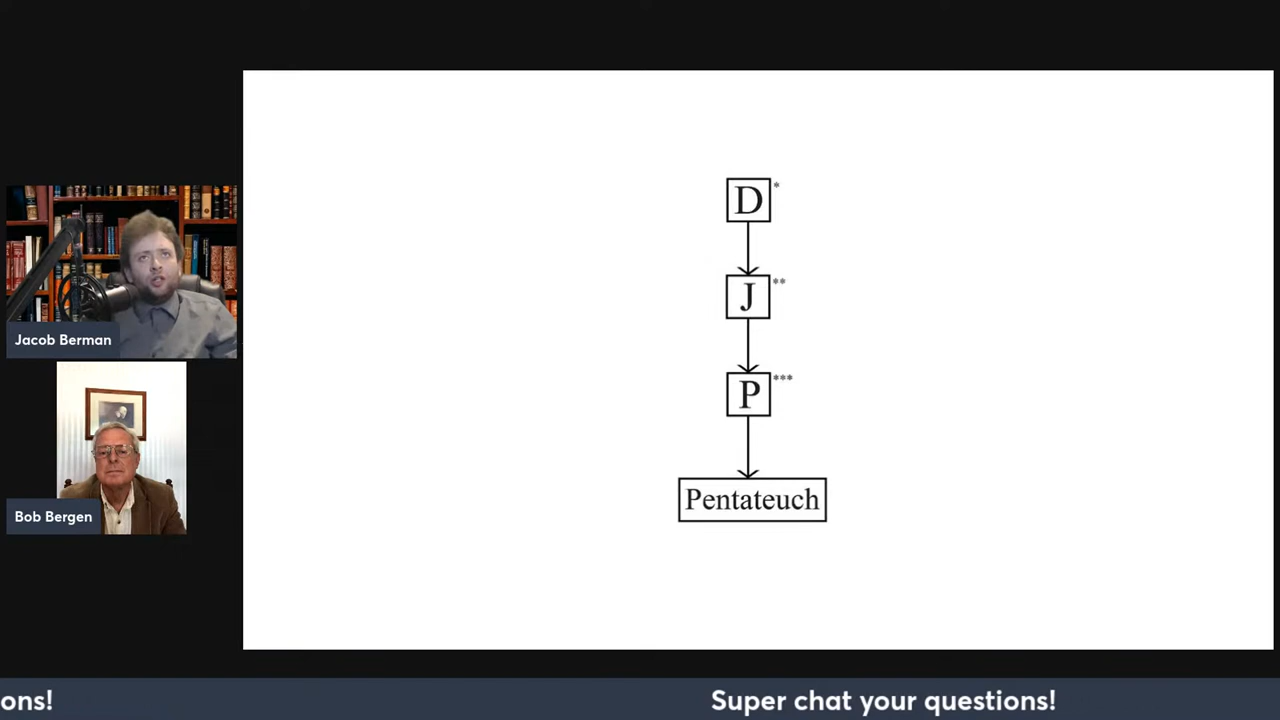 D*
J**
P***
Pentateuch
Jacob Berman
Bob Bergen
ons!
Super chat your questions!